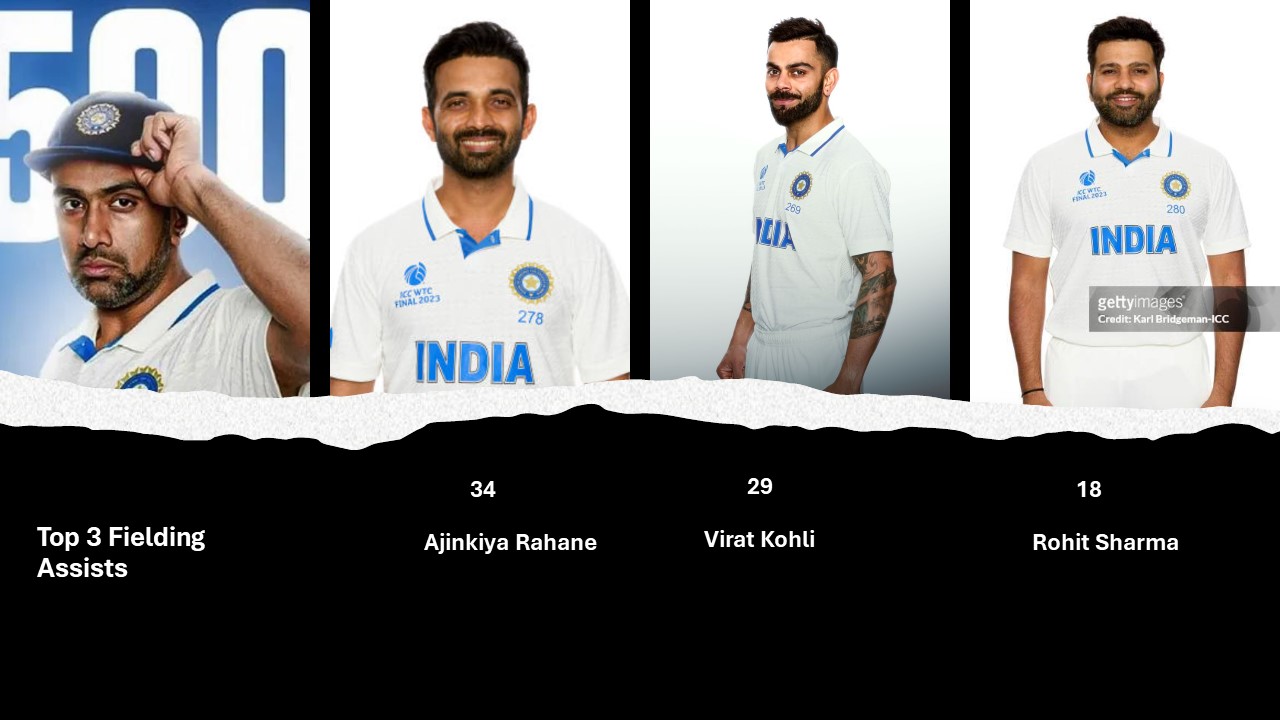 500
ICC WTC
FINAL 2023
278
INDIA
269
INDIA
ICC WTC
FINAL 2023
280
INDIA
gettyimages
Credit: Karl Bridgeman-ICC
34
29
18
Top 3 Fielding
Assists
Ajinkiya Rahane
Virat Kohli
Rohit Sharma